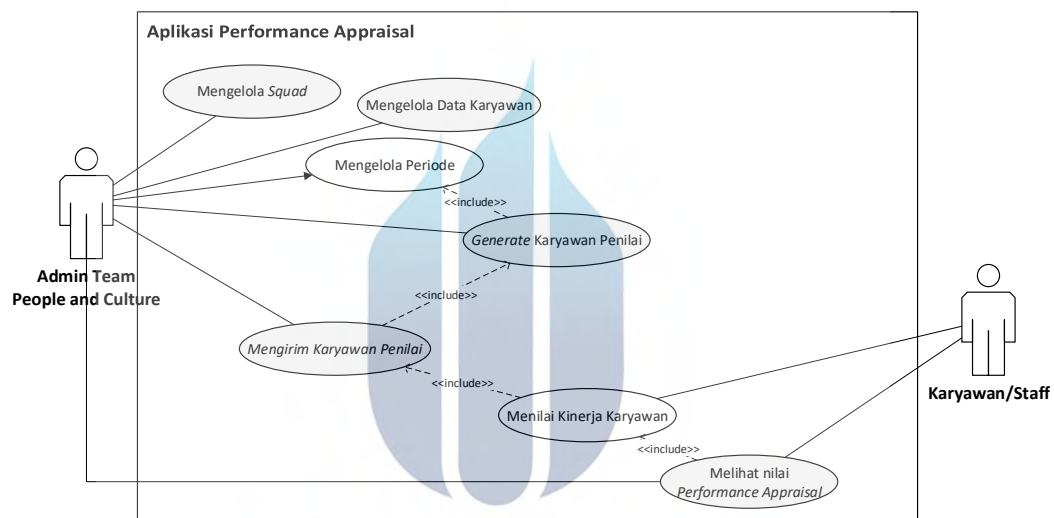 Aplikasi Performance Appraisal
Mengelola Squad
Mengelola Data Karyawan
Mengelola Periode
<<include>>
Generate Karyawan Penilai
Admin Team
People and Culture
<<include>>
Mengirim Karyawan Penilai
<<include>>
Karyawan/Staff
Menilai Kinerja Karyawan
<<include>>
Melihat nilai
Performance Appraisal